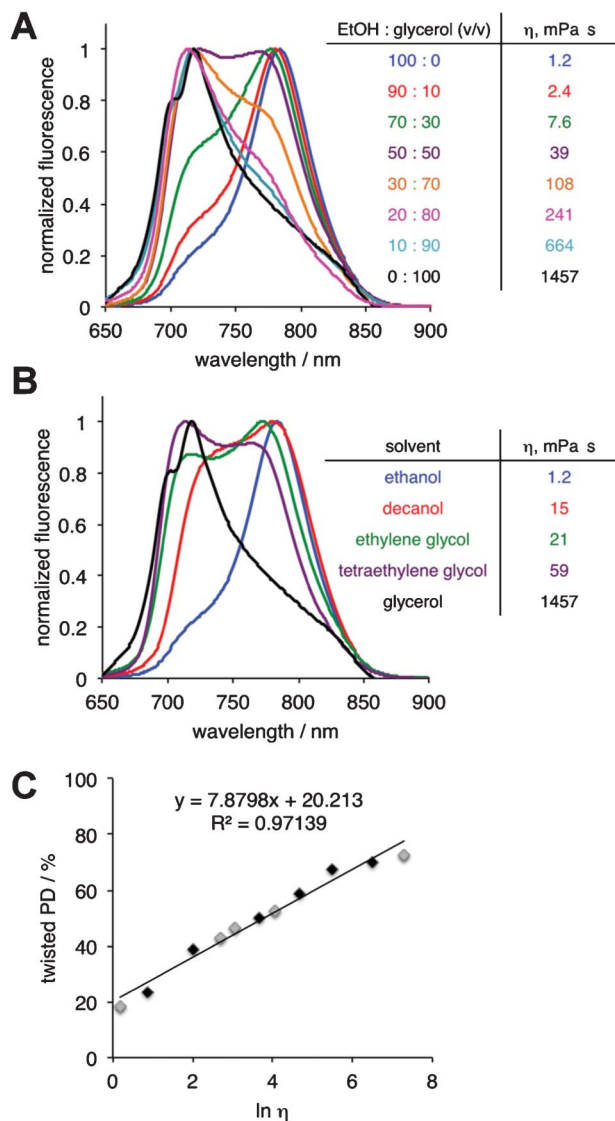 A
EtOH : glycerol (v/v) η, mPa s
100 : 0 1.2
90 : 10 2.4
70 : 30 7.6
50 : 50 39
30 : 70 108
20 : 80 241
10 : 90 664
0 : 100 1457
normalized fluorescence
1
0.8
0.6
0.4
0.2
0
650 700 750 800 850 900
wavelength / nm
B
solvent η, mPa s
ethanol 1.2
decanol 15
ethylene glycol 21
tetraethylene glycol 59
glycerol 1457
normalized fluorescence
1
0.8
0.6
0.4
0.2
0
650 700 750 800 850 900
wavelength / nm
C
y = 7.8798x + 20.213
R² = 0.97139
twisted PD / %
100
80
60
40
20
0
0 2 4 6 8
ln η